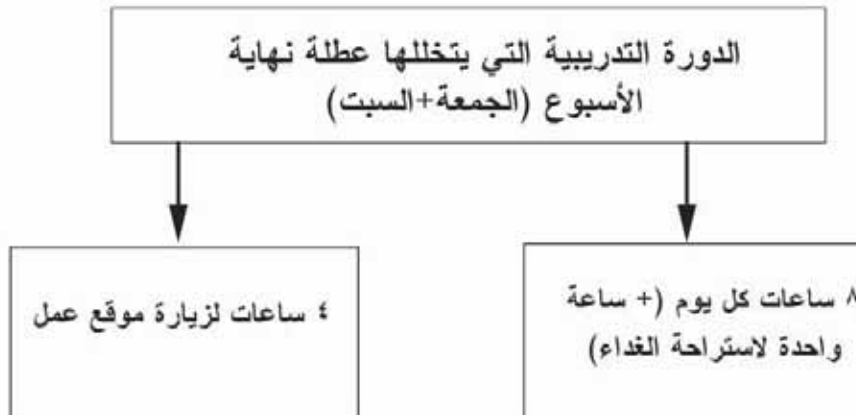 الدورة التدريبية التي يتخللها عطلة نهاية
الأسبوع (الجمعة+السبت)
٨ ساعات كل يوم (+ ساعة
واحدة لاستراحة الغداء)
٤ ساعات لزيارة موقع عمل